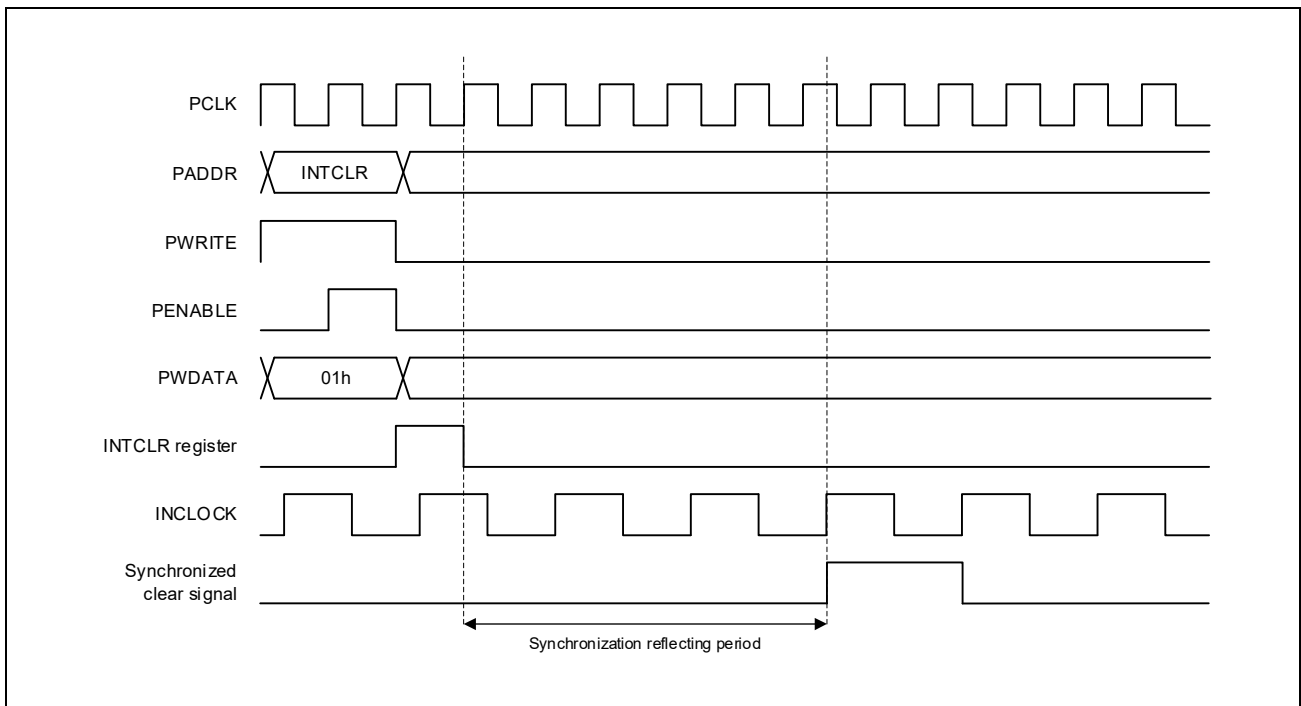 PCLK
PADDR
INTCLR
PWRITE
PENABLE
PWDATA
01h
INTCLR register
INCLOCK
Synchronized
clear signal
Synchronization reflecting period